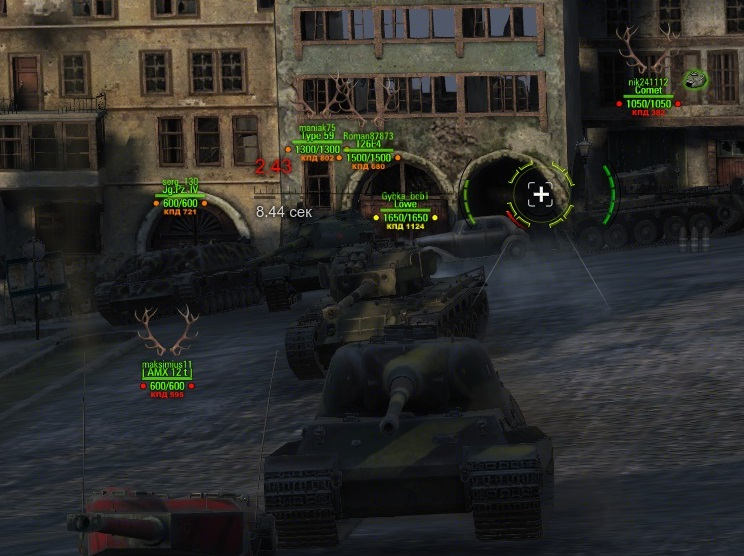 nik241112
Comet
1050/1050
КПД 382
maniak75
Type 59
1300/1300
КПД 802
Roman87873
T26E4
1500/1500
КПД 680
2.43
serg_130
Jg.Pz. IV
600/600
КПД 721
8.44 сек
Lowe
1650/1650
КПД 1124
maksimius11
AMX 12 t
600/600
КПД 595